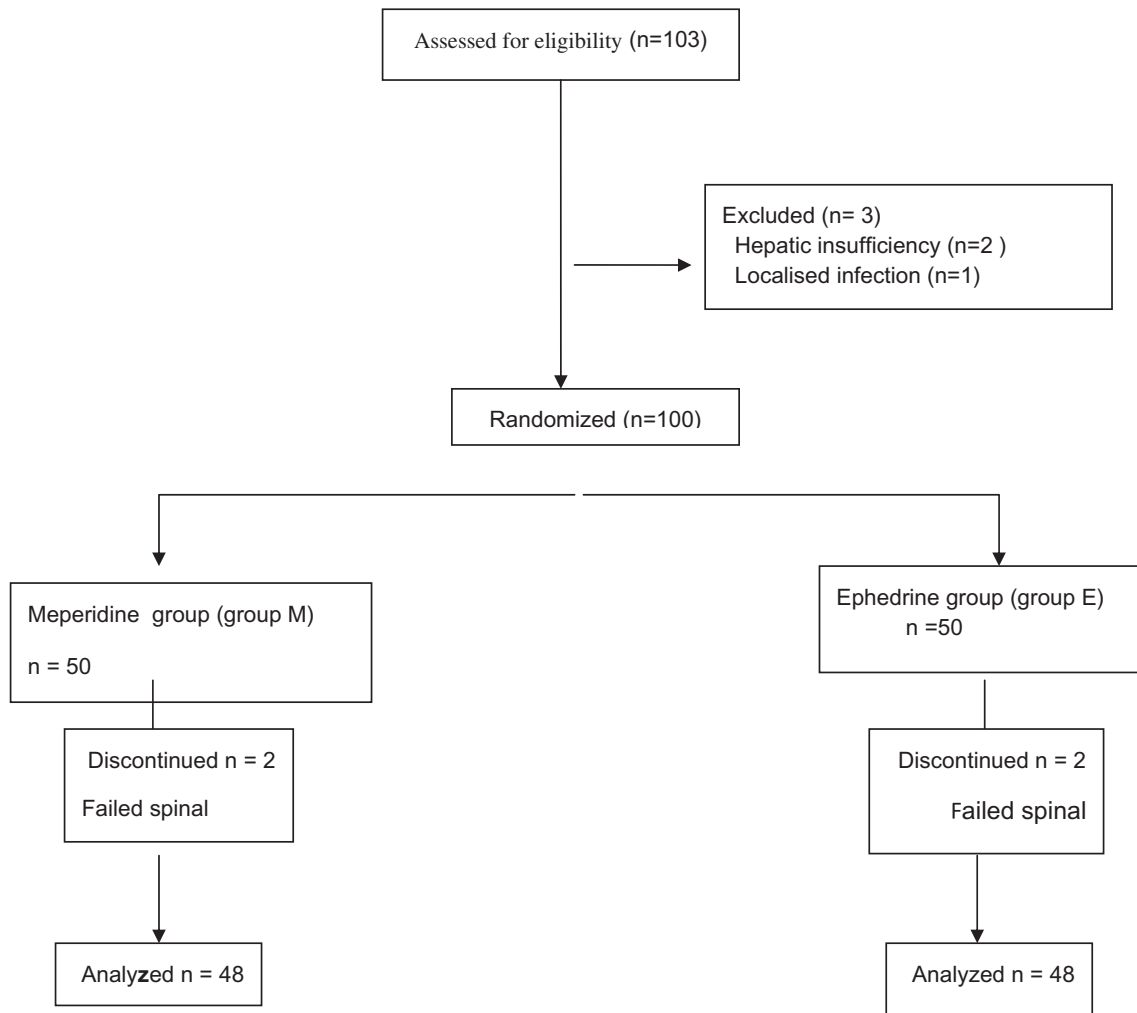 Assessed for eligibility (n=103)
Excluded (n= 3)
Hepatic insufficiency (n=2 )
Localised infection (n=1)
Randomized (n=100)
Meperidine group (group M)
n = 50
Ephedrine group (group E)
n =50
Discontinued n = 2
Failed spinal
Discontinued n = 2
Failed spinal
Analyzed n = 48
Analyzed n = 48